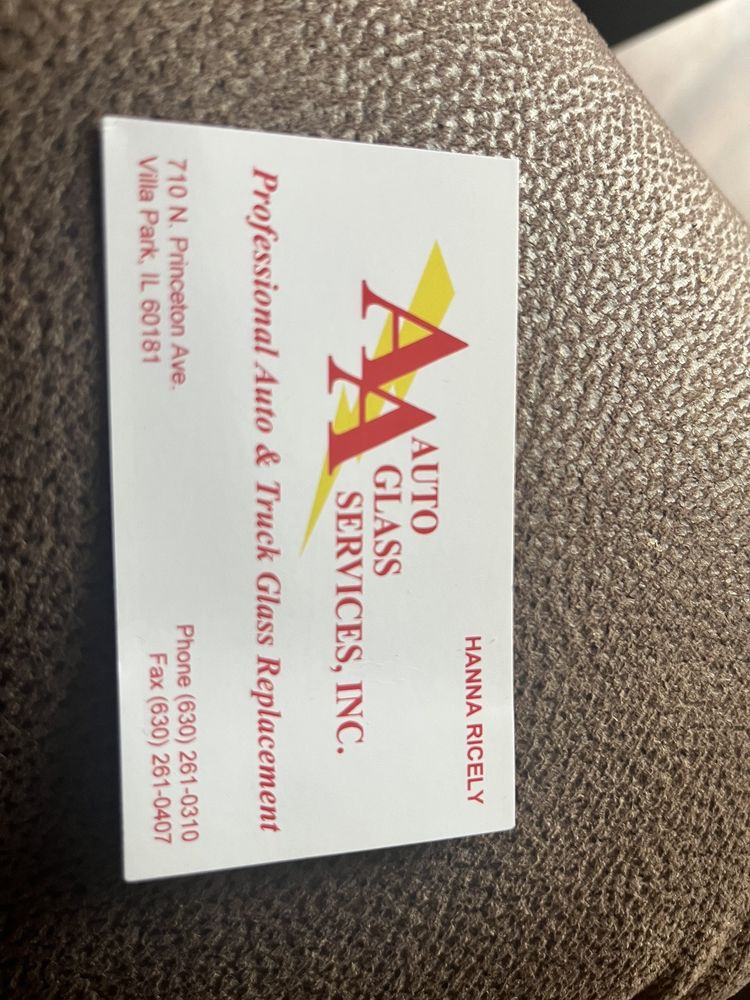 HANNA RICELY
AA
AUTO
GLASS
SERVICES, INC.
Professional Auto & Truck Glass Replacement
710 N. Princeton Ave.
Villa Park, IL 60181
Phone (630) 261-0310
Fax (630) 261-0407